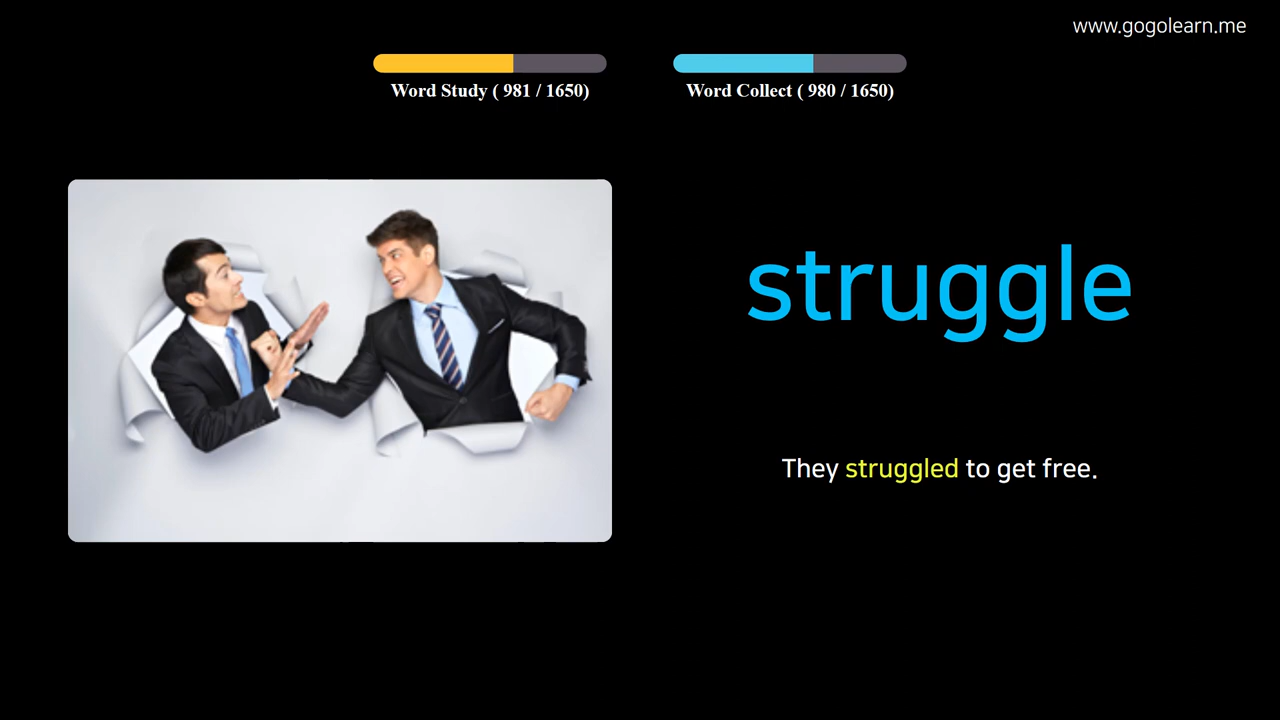 www.gogolearn.me
Word Study ( 981 / 1650)
Word Collect ( 980 / 1650)
struggle
They struggled to get free.